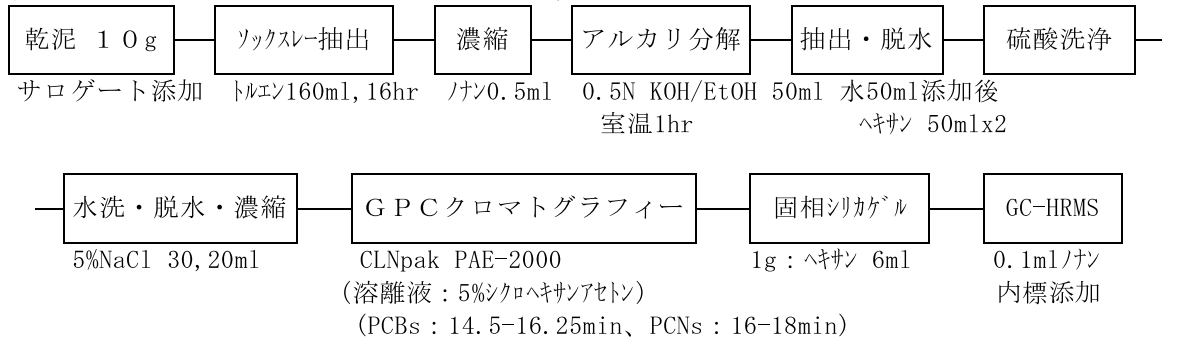 乾泥 １０g ｿｯｸｽﾚｰ抽出 濃縮 アルカリ分解 抽出・脱水 硫酸洗浄
サロゲート添加 ﾄﾙｴﾝ160ml,16hr ﾉﾅﾝ0.5ml 0.5N KOH/EtOH 50ml 水50ml添加後
室温1hr ﾍｷｻﾝ 50mlx2
水洗・脱水・濃縮 ＧＰＣクロマトグラフィー 固相ｼﾘｶｹﾞﾙ GC-HRMS
5%NaCl 30,20ml CLNpak PAE-2000 1g：ﾍｷｻﾝ 6ml 0.1mlﾉﾅﾝ
（溶離液：5%ｼｸﾛﾍｷｻﾝｱｾﾄﾝ） 内標添加
（PCBs：14.5-16.25min、PCNs：16-18min）